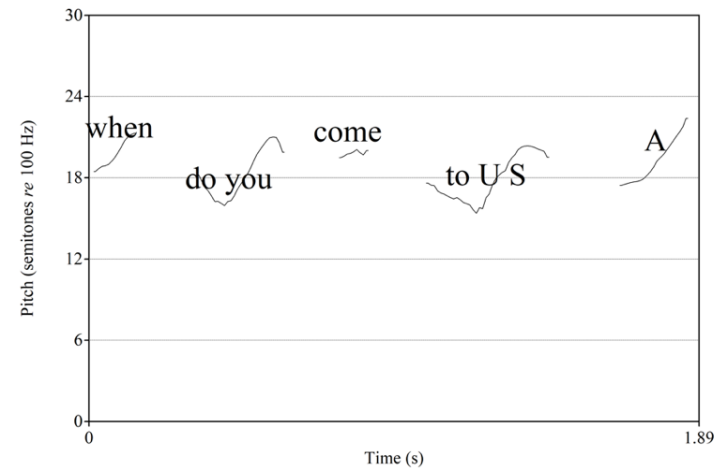 30
24
18
12
6
0
Pitch (semitones re 100 Hz)
when
do you
come
to U S
A
0
1.89
Time (s)